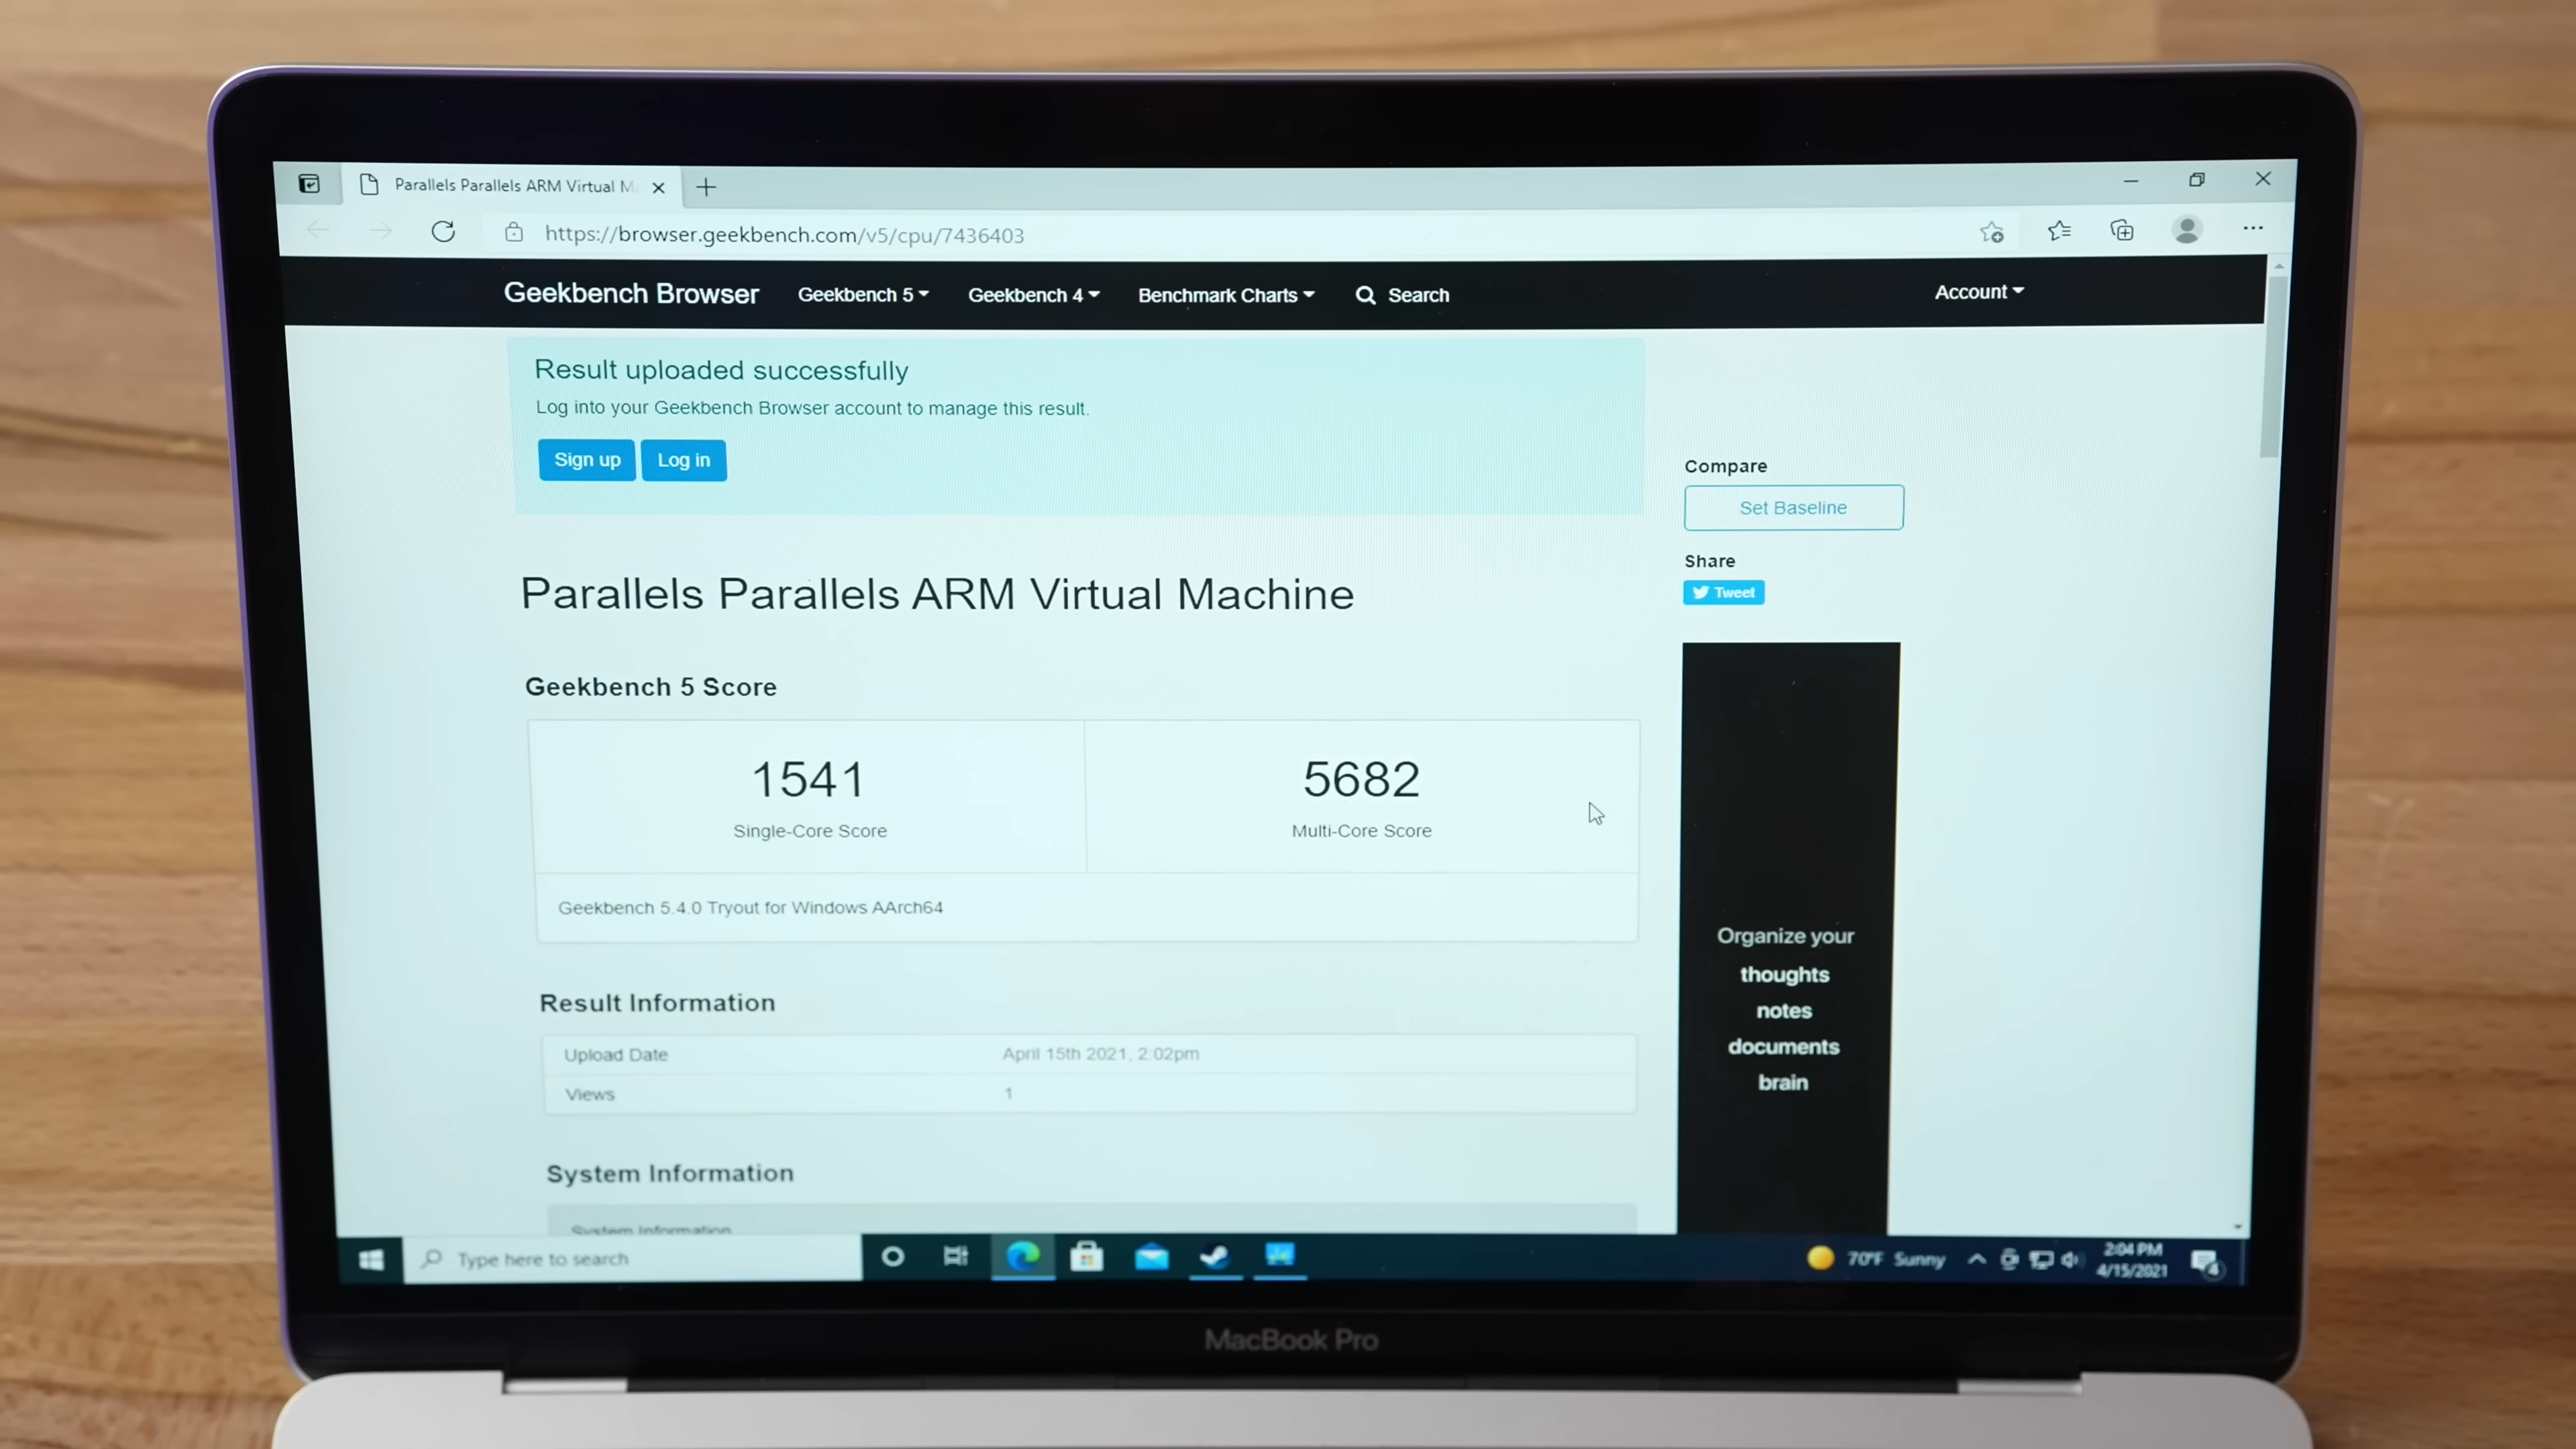 Parallels Parallels ARM Virtual M
https://browser.geekbench.com/v5/cpu/7436403
Geekbench Browser Geekbench 5 Geekbench 4 Benchmark Charts Search Account
Result uploaded successfully
Log into your Geekbench Browser account to manage this result.
Sign up Log in
Compare
Set Baseline
Share
Tweet
Parallels Parallels ARM Virtual Machine
Geekbench 5 Score
1541 5682
Single-Core Score Multi-Core Score
Geekbench 5.4.0 Tryout for Windows AArch64
Organize your
thoughts
notes
documents
brain
Result Information
Upload Date April 15th 2021, 2:02pm
Views 1
System Information
System Information
Type here to search
70°F Sunny
2:04 PM
4/15/2021
4
MacBook Pro